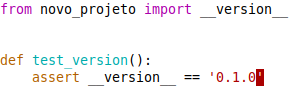 from novo_projeto import __version__
def test_version():
    assert __version__ == '0.1.0'